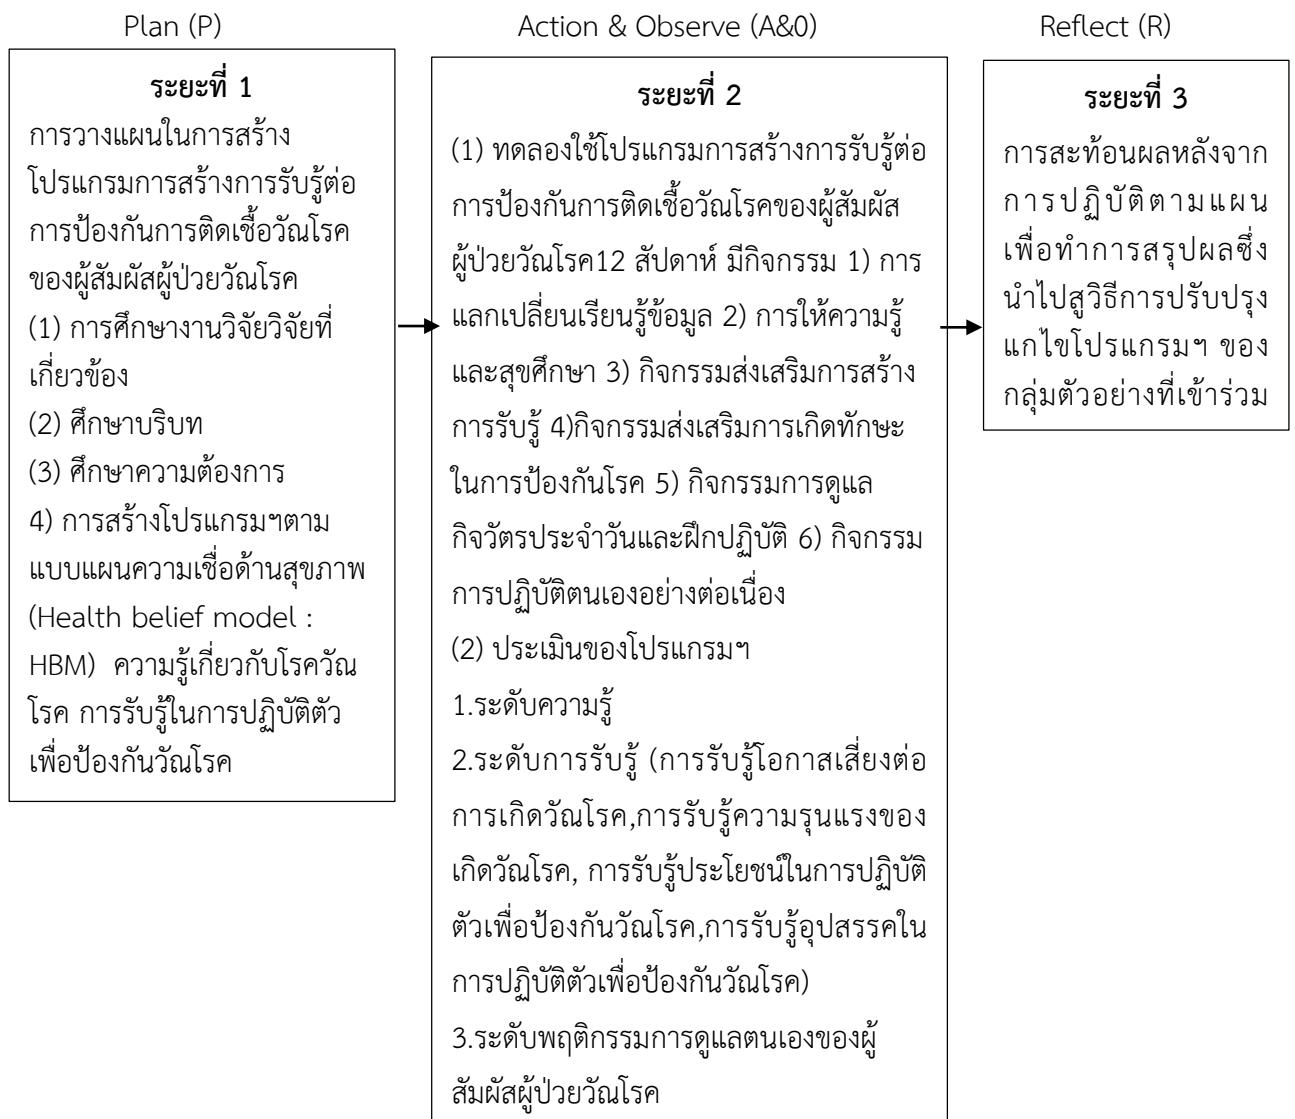 Plan (P)
ระยะที่ 1
การวางแผนในการสร้าง
โปรแกรมการสร้างการรับรู้ต่อ
การป้องกันการติดเชื้อวัณโรค
ของผู้สัมผัสผู้ป่วยวัณโรค
(1) การศึกษางานวิจัยวิจัยที่
เกี่ยวข้อง
(2) ศึกษาบริบท
(3) ศึกษาความต้องการ
4) การสร้างโปรแกรมฯตาม
แบบแผนความเชื่อด้านสุขภาพ
(Health belief model :
HBM) ความรู้เกี่ยวกับโรควัณ
โรค การรับรู้ในการปฏิบัติตัว
เพื่อป้องกันวัณโรค
Action & Observe (A&0)
ระยะที่ 2
(1) ทดลองใช้โปรแกรมการสร้างการรับรู้ต่อ
การป้องกันการติดเชื้อวัณโรคของผู้สัมผัส
ผู้ป่วยวัณโรค12 สัปดาห์ มีกิจกรรม 1) การ
แลกเปลี่ยนเรียนรู้ข้อมูล 2) การให้ความรู้
และสุขศึกษา 3) กิจกรรมส่งเสริมการสร้าง
การรับรู้ 4)กิจกรรมส่งเสริมการเกิดทักษะ
ในการป้องกันโรค 5) กิจกรรมการดูแล
กิจวัตรประจำวันและฝึกปฏิบัติ 6) กิจกรรม
การปฏิบัติตนเองอย่างต่อเนื่อง
(2) ประเมินของโปรแกรมฯ
1.ระดับความรู้
2.ระดับการรับรู้ (การรับรู้โอกาสเสี่ยงต่อ
การเกิดวัณโรค,การรับรู้ความรุนแรงของ
เกิดวัณโรค, การรับรู้ประโยชน์ในการปฏิบัติ
ตัวเพื่อป้องกันวัณโรค,การรับรู้อุปสรรคใน
การปฏิบัติตัวเพื่อป้องกันวัณโรค)
3.ระดับพฤติกรรมการดูแลตนเองของผู้
สัมผัสผู้ป่วยวัณโรค
Reflect (R)
ระยะที่ 3
การสะท้อนผลหลังจาก
การปฏิบัติตามแผน
เพื่อทำการสรุปผลซึ่ง
นำไปสู่วิธีการปรับปรุง
แกไขโปรแกรมฯ ของ
กลุ่มตัวอย่างที่เข้าร่วม